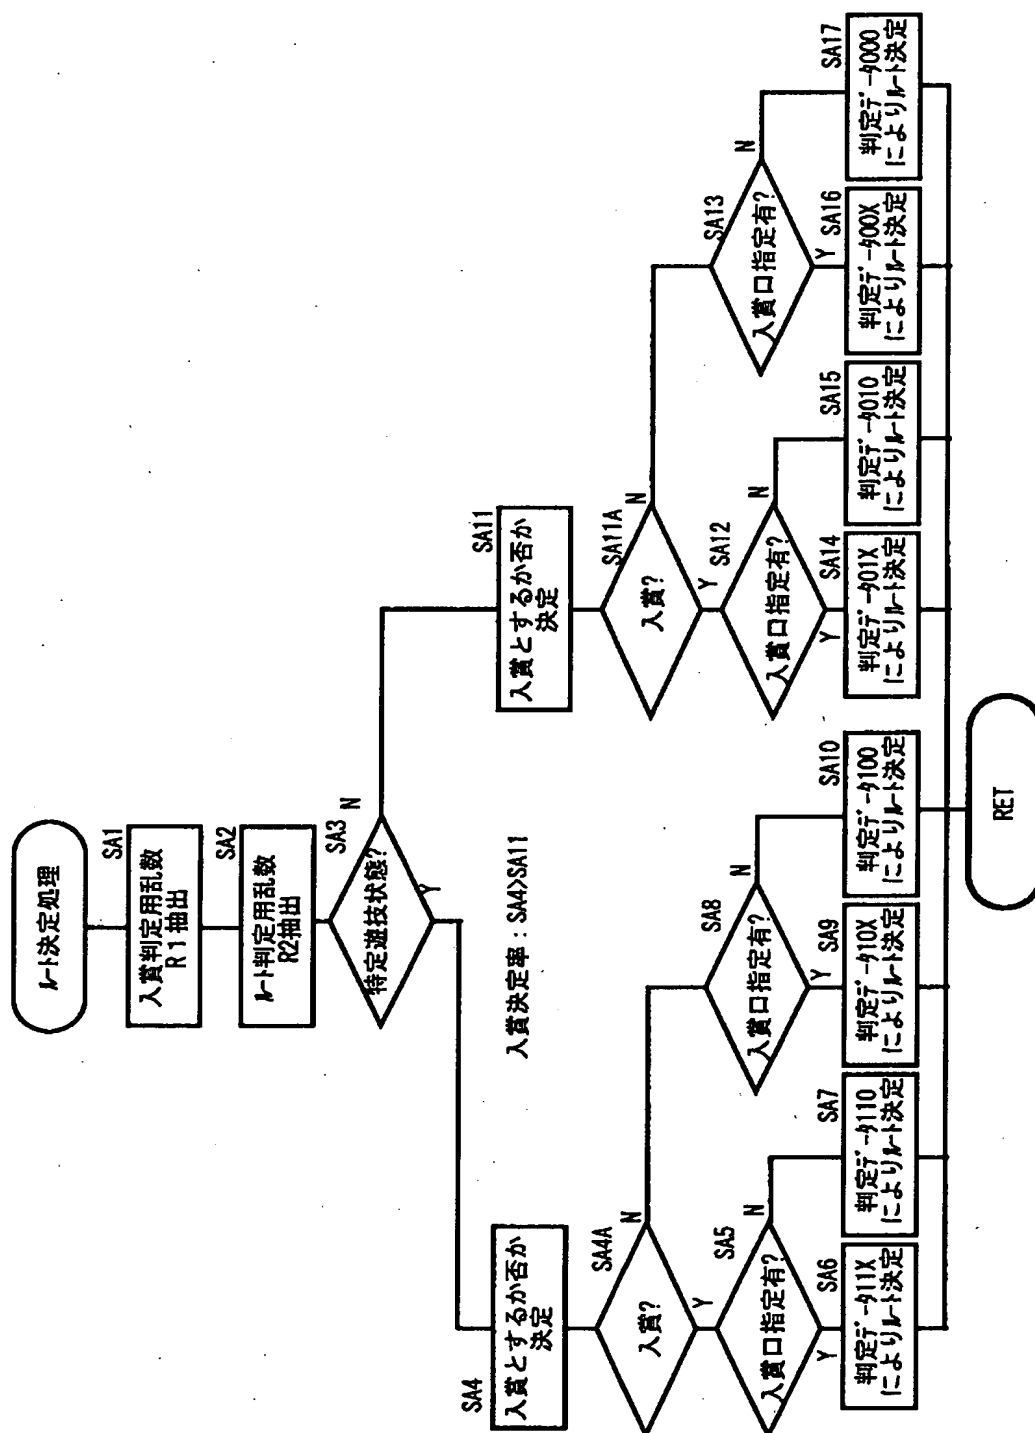 ルート決定処理
SA1
入賞判定用乱数
R1抽出
SA2
ルート判定用乱数
R2抽出
SA3
特定遊技状態?
N
Y
入賞決定率:SA4>SA11
SA4
入賞とするか否か
決定
SA4A
入賞?
N
Y
SA5
入賞口指定有?
N
Y
SA6
判定データ11X
によりルート決定
SA7
判定データ110
によりルート決定
SA8
入賞口指定有?
N
Y
SA9
判定データ10X
によりルート決定
SA10
判定データ100
によりルート決定
SA11
入賞とするか否か
決定
SA11A
入賞?
N
Y
SA12
入賞口指定有?
N
Y
SA14
判定データ01X
によりルート決定
SA15
判定データ010
によりルート決定
SA13
入賞口指定有?
N
Y
SA16
判定データ00X
によりルート決定
SA17
判定データ000
によりルート決定
RET